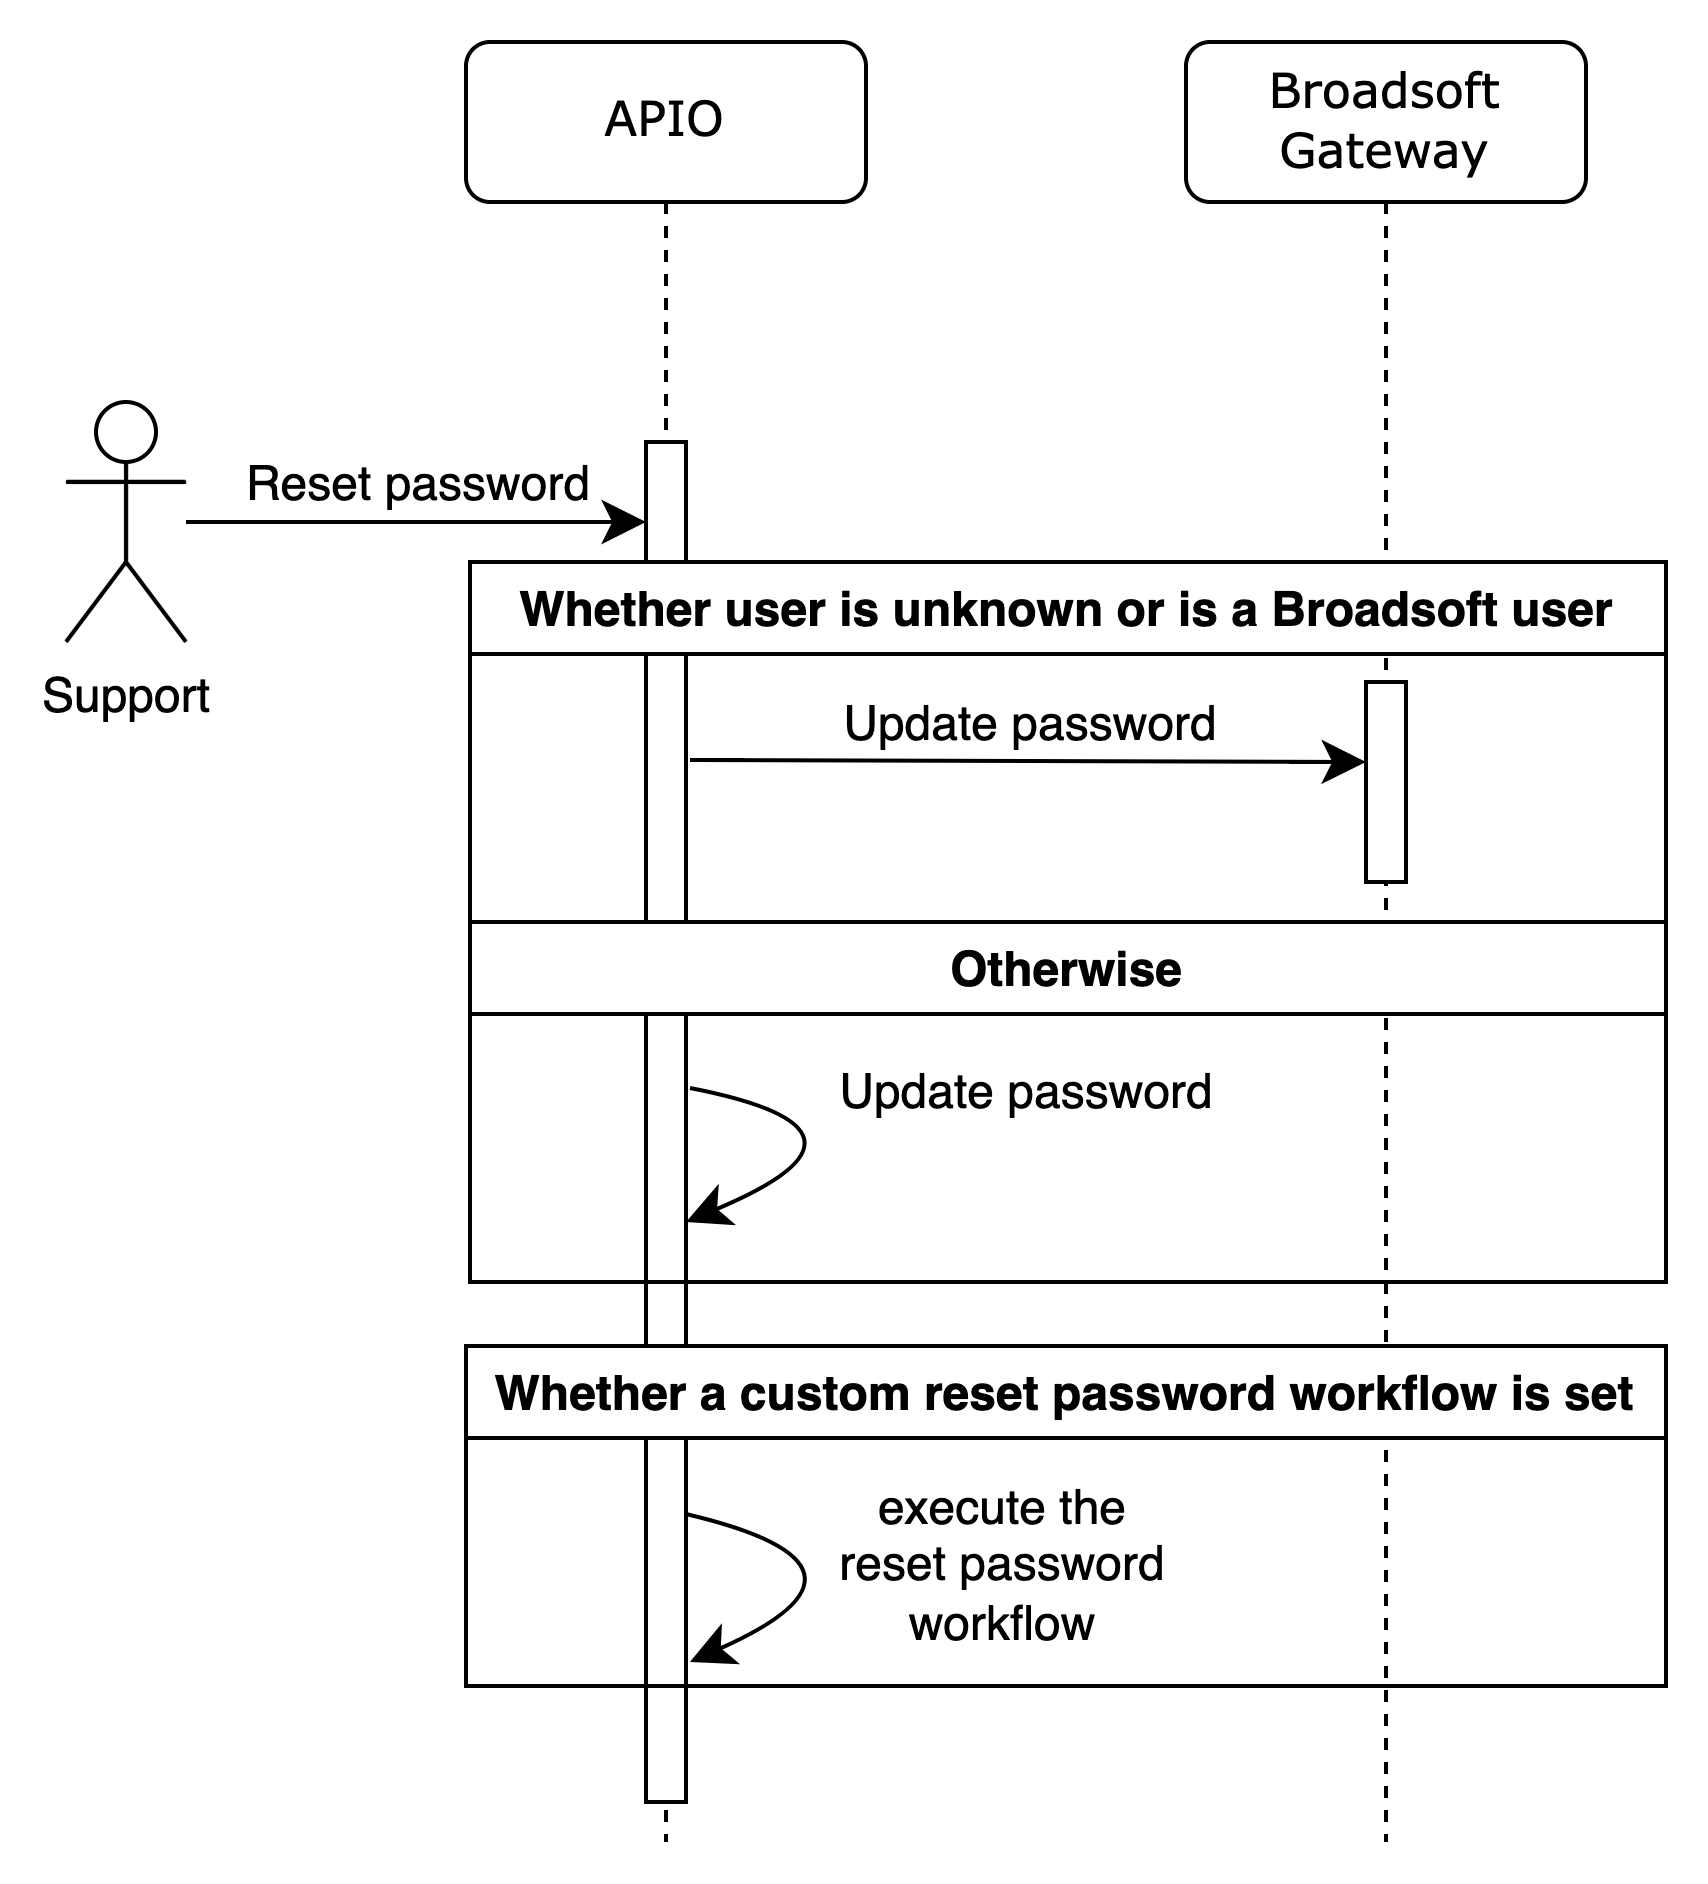 APIO
Broadsoft
Gateway
Reset password
Support
Whether user is unknown or is a Broadsoft user
Update password
Otherwise
Update password
Whether a custom reset password workflow is set
execute the
reset password
workflow